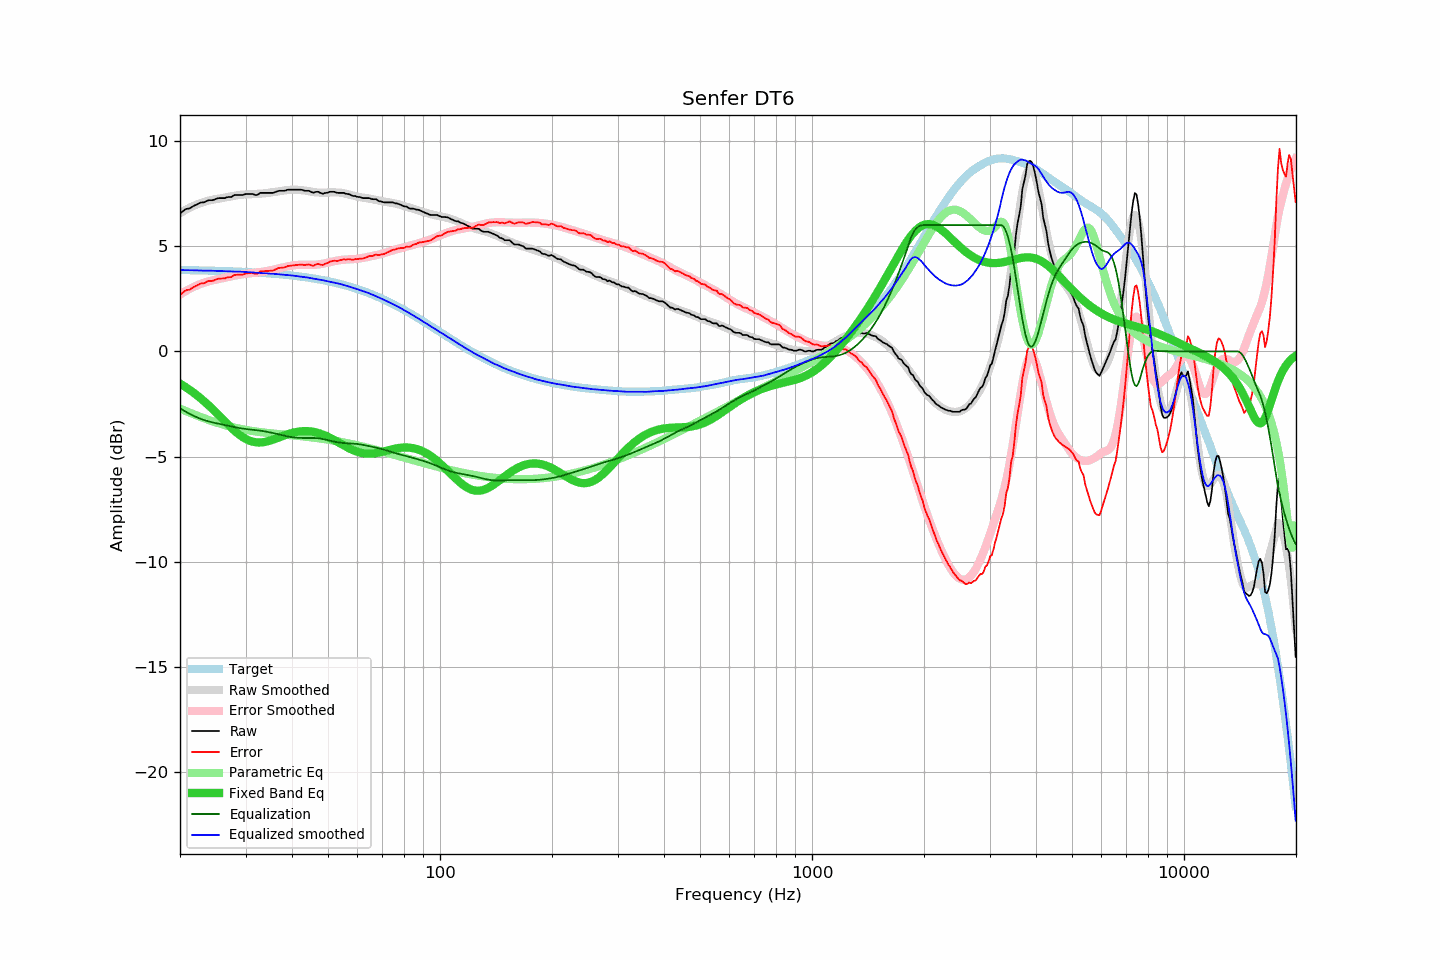 Senfer DT6
10
5
0
−5
−10
−15
−20
Amplitude (dBr)
Target
Raw Smoothed
Error Smoothed
Raw
Error
Parametric Eq
Fixed Band Eq
Equalization
Equalized smoothed
100
1000
10000
Frequency (Hz)